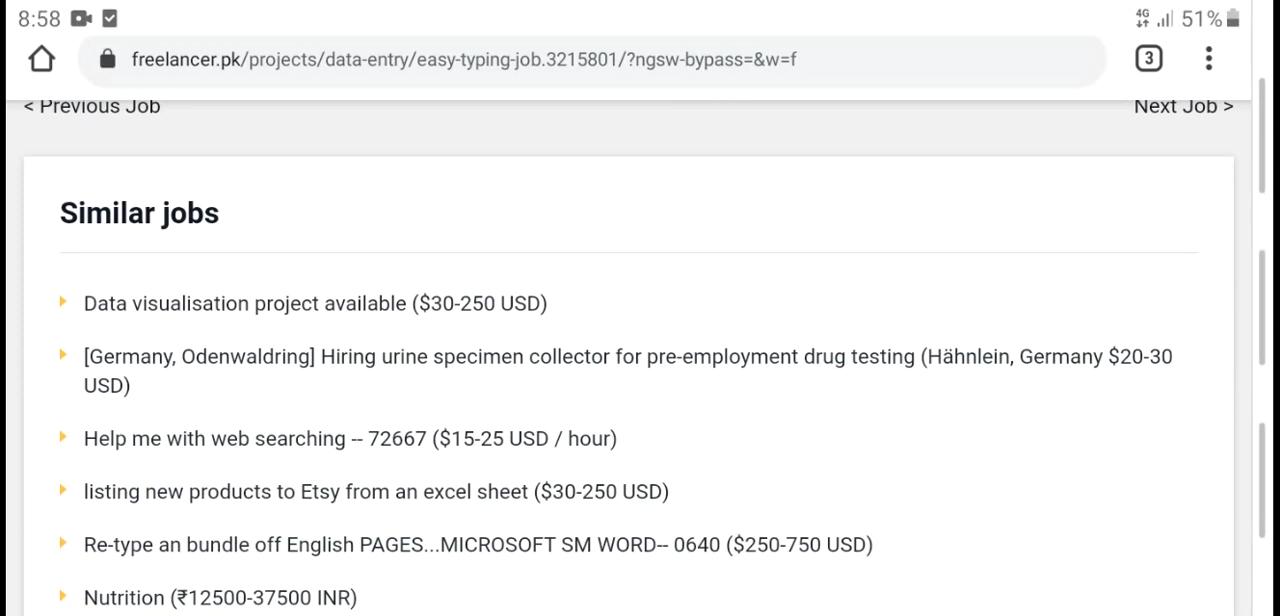 8:58
4G 51%
freelancer.pk/projects/data-entry/easy-typing-job.3215801/?ngsw-bypass=&w=f
3
< Previous Job
Next Job >
Similar jobs
Data visualisation project available ($30-250 USD)
[Germany, Odenwaldring] Hiring urine specimen collector for pre-employment drug testing (Hähnlein, Germany $20-30
USD)
Help me with web searching -- 72667 ($15-25 USD / hour)
listing new products to Etsy from an excel sheet ($30-250 USD)
Re-type an bundle off English PAGES...MICROSOFT SM WORD-- 0640 ($250-750 USD)
Nutrition (₹12500-37500 INR)